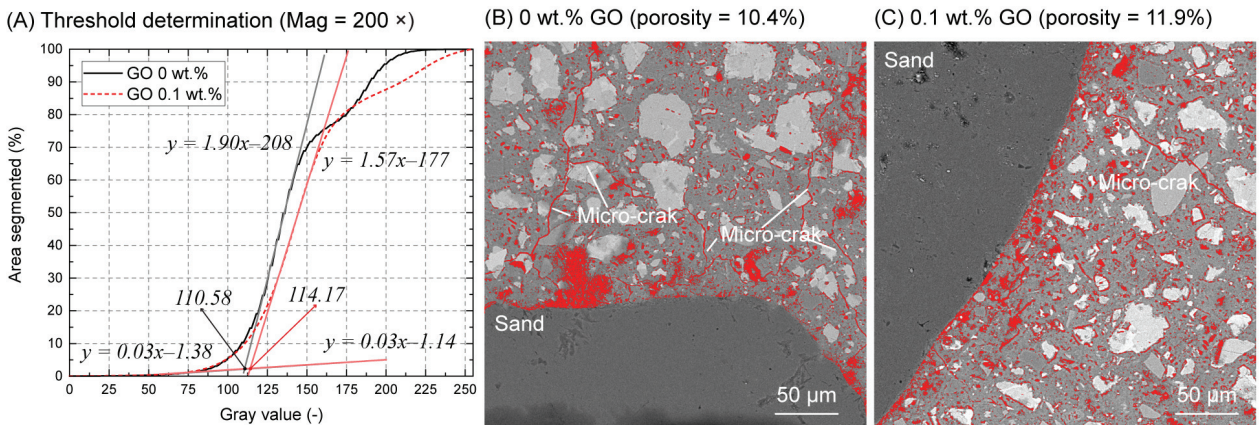 (A) Threshold determination (Mag = 200 ×)
100
90
80
70
60
50
40
30
20
10
0
Area segmented (%)
GO 0 wt.%
GO 0.1 wt.%
y = 1.90x–208
y = 1.57x–177
110.58
114.17
y = 0.03x–1.38
y = 0.03x–1.14
0 25 50 75 100 125 150 175 200 225 250
Gray value (-)
(B) 0 wt.% GO (porosity = 10.4%)
Micro-crak
Micro-crak
Sand
50 µm
(C) 0.1 wt.% GO (porosity = 11.9%)
Sand
Micro-crak
50 µm